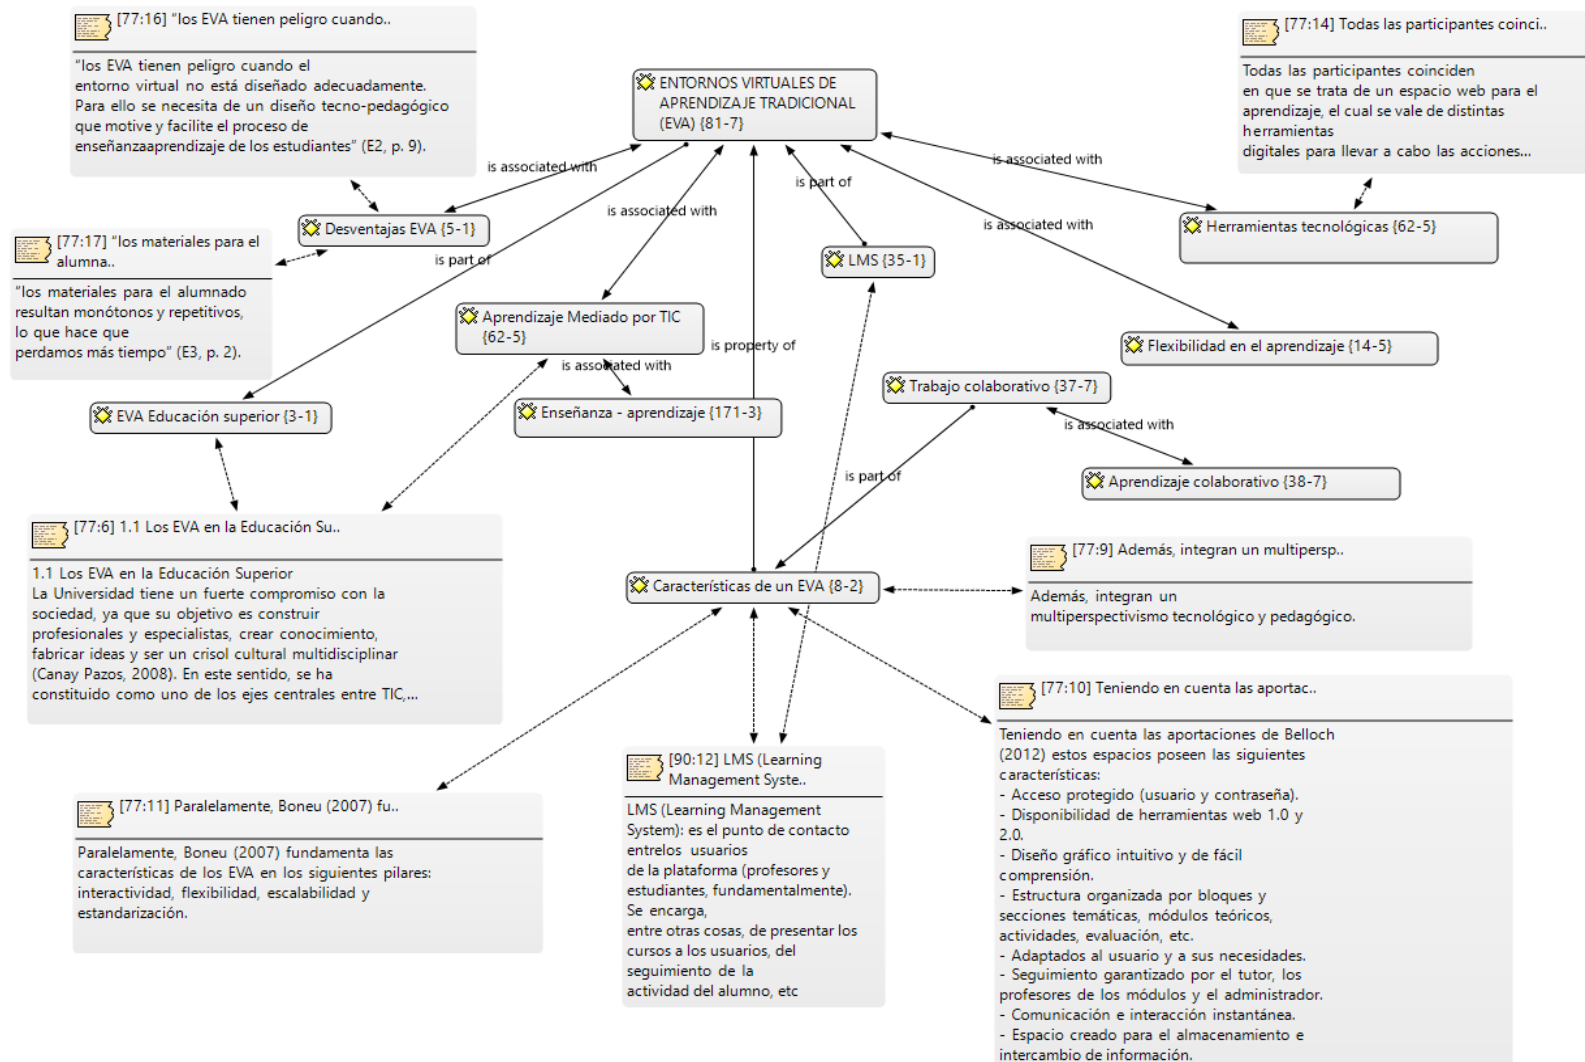 [77:16] "los EVA tienen peligro cuando..
"los EVA tienen peligro cuando el
entorno virtual no está diseñado adecuadamente.
Para ello se necesita de un diseño tecno-pedagógico
que motive y facilite el proceso de
enseñanzaaprendizaje de los estudiantes" (E2, p. 9).
[77:14] Todas las participantes coinci..
Todas las participantes coinciden
en que se trata de un espacio web para el
aprendizaje, el cual se vale de distintas
herramientas
digitales para llevar a cabo las acciones...
ENTORNOS VIRTUALES DE
APRENDIZAJE TRADICIONAL
(EVA) {81-7}
is associated with
is associated with
is part of
is associated with
is associated with
is part of
Desventajas EVA {5-1}
Herramientas tecnológicas {62-5}
LMS {35-1}
[77:17] "los materiales para el
alumna..
"los materiales para el alumnado
resultan monótonos y repetitivos,
lo que hace que
perdamos más tiempo" (E3, p. 2).
Aprendizaje Mediado por TIC
{62-5}
is property of
is associated with
Flexibilidad en el aprendizaje {14-5}
Trabajo colaborativo {37-7}
EVA Educación superior {3-1}
Enseñanza - aprendizaje {171-3}
is associated with
is part of
Aprendizaje colaborativo {38-7}
[77:6] 1.1 Los EVA en la Educación Su..
1.1 Los EVA en la Educación Superior
La Universidad tiene un fuerte compromiso con la
sociedad, ya que su objetivo es construir
profesionales y especialistas, crear conocimiento,
fabricar ideas y ser un crisol cultural multidisciplinar
(Canay Pazos, 2008). En este sentido, se ha
constituido como uno de los ejes centrales entre TIC,...
Características de un EVA {8-2}
[77:9] Además, integran un multipersp..
Además, integran un
multiperspectivismo tecnológico y pedagógico.
[77:10] Teniendo en cuenta las aportac..
Teniendo en cuenta las aportaciones de Belloch
(2012) estos espacios poseen las siguientes
características:
- Acceso protegido (usuario y contraseña).
- Disponibilidad de herramientas web 1.0 y
2.0.
- Diseño gráfico intuitivo y de fácil
comprensión.
- Estructura organizada por bloques y
secciones temáticas, módulos teóricos,
actividades, evaluación, etc.
- Adaptados al usuario y a sus necesidades.
- Seguimiento garantizado por el tutor, los
profesores de los módulos y el administrador.
- Comunicación e interacción instantánea.
- Espacio creado para el almacenamiento e
intercambio de información.
[90:12] LMS (Learning
Management Syste..
LMS (Learning Management
System): es el punto de contacto
entrelos usuarios
de la plataforma (profesores y
estudiantes, fundamentalmente).
Se encarga,
entre otras cosas, de presentar los
cursos a los usuarios, del
seguimiento de la
actividad del alumno, etc
[77:11] Paralelamente, Boneu (2007) fu..
Paralelamente, Boneu (2007) fundamenta las
características de los EVA en los siguientes pilares:
interactividad, flexibilidad, escalabilidad y
estandarización.